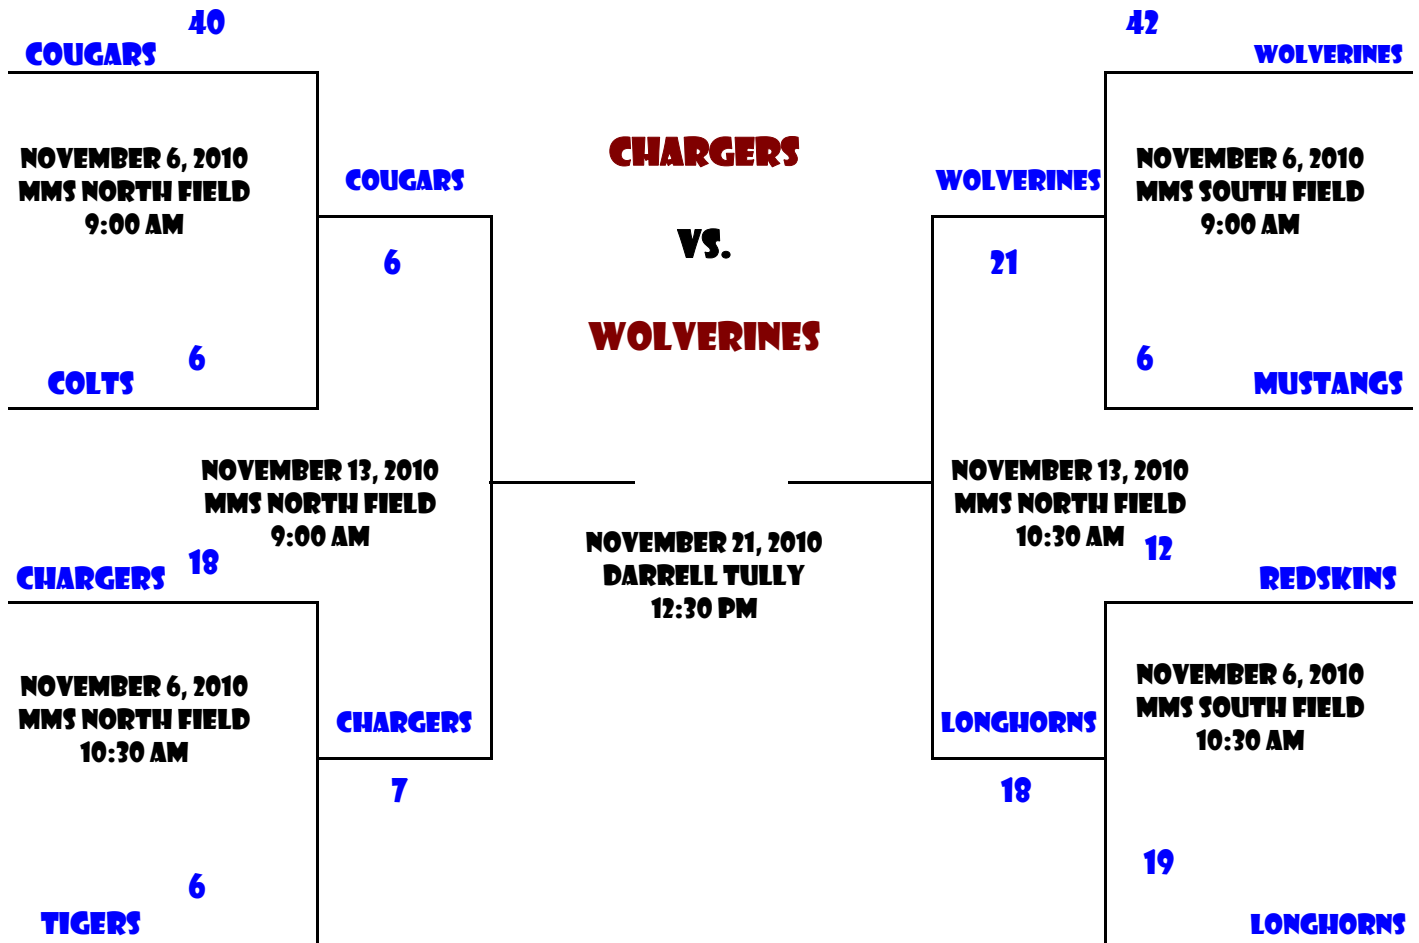 40
42
COUGARS
WOLVERINES
NOVEMBER 6, 2010
MMS NORTH FIELD
9:00 AM
COUGARS
6
6
COLTS
CHARGERS
VS.
WOLVERINES
WOLVERINES
21
NOVEMBER 6, 2010
MMS SOUTH FIELD
9:00 AM
6
MUSTANGS
NOVEMBER 13, 2010
MMS NORTH FIELD
9:00 AM
NOVEMBER 21, 2010
DARRELL TULLY
12:30 PM
NOVEMBER 13, 2010
MMS NORTH FIELD
10:30 AM
18
CHARGERS
12
REDSKINS
NOVEMBER 6, 2010
MMS NORTH FIELD
10:30 AM
CHARGERS
7
6
TIGERS
LONGHORNS
18
NOVEMBER 6, 2010
MMS SOUTH FIELD
10:30 AM
19
LONGHORNS